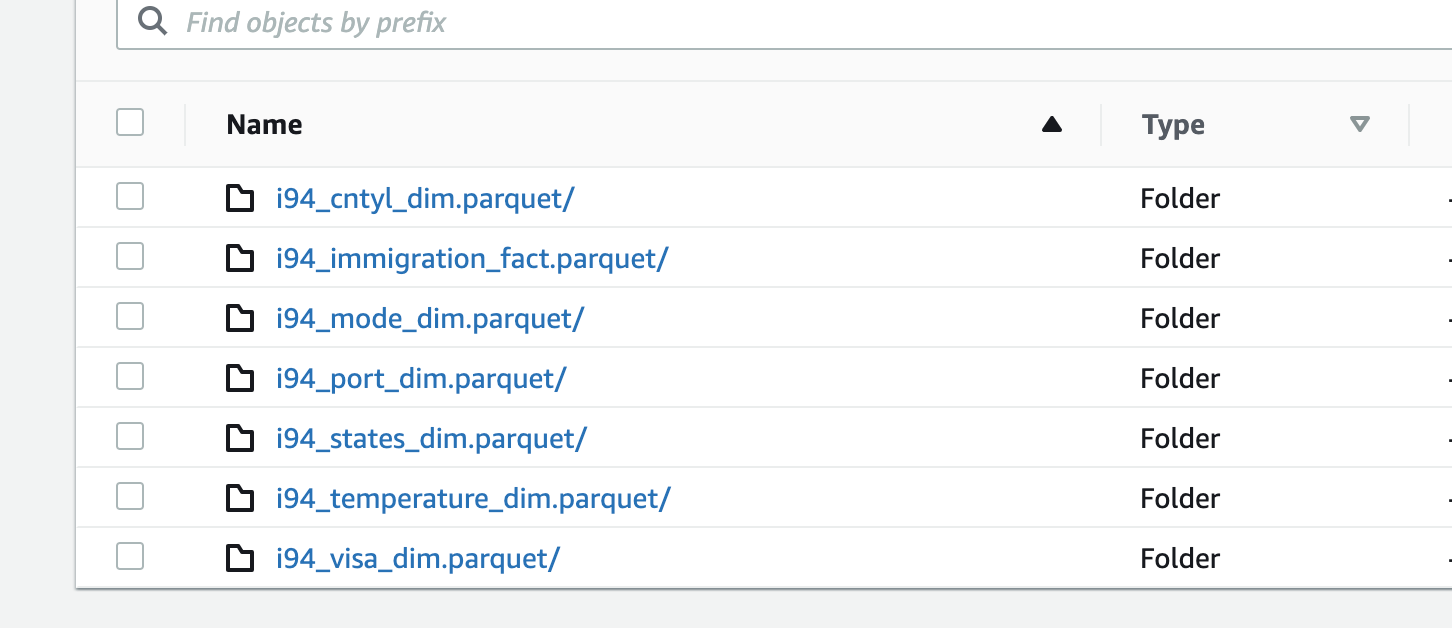 Find objects by prefix
Name Type
i94_cntyl_dim.parquet/ Folder
i94_immigration_fact.parquet/ Folder
i94_mode_dim.parquet/ Folder
i94_port_dim.parquet/ Folder
i94_states_dim.parquet/ Folder
i94_temperature_dim.parquet/ Folder
i94_visa_dim.parquet/ Folder